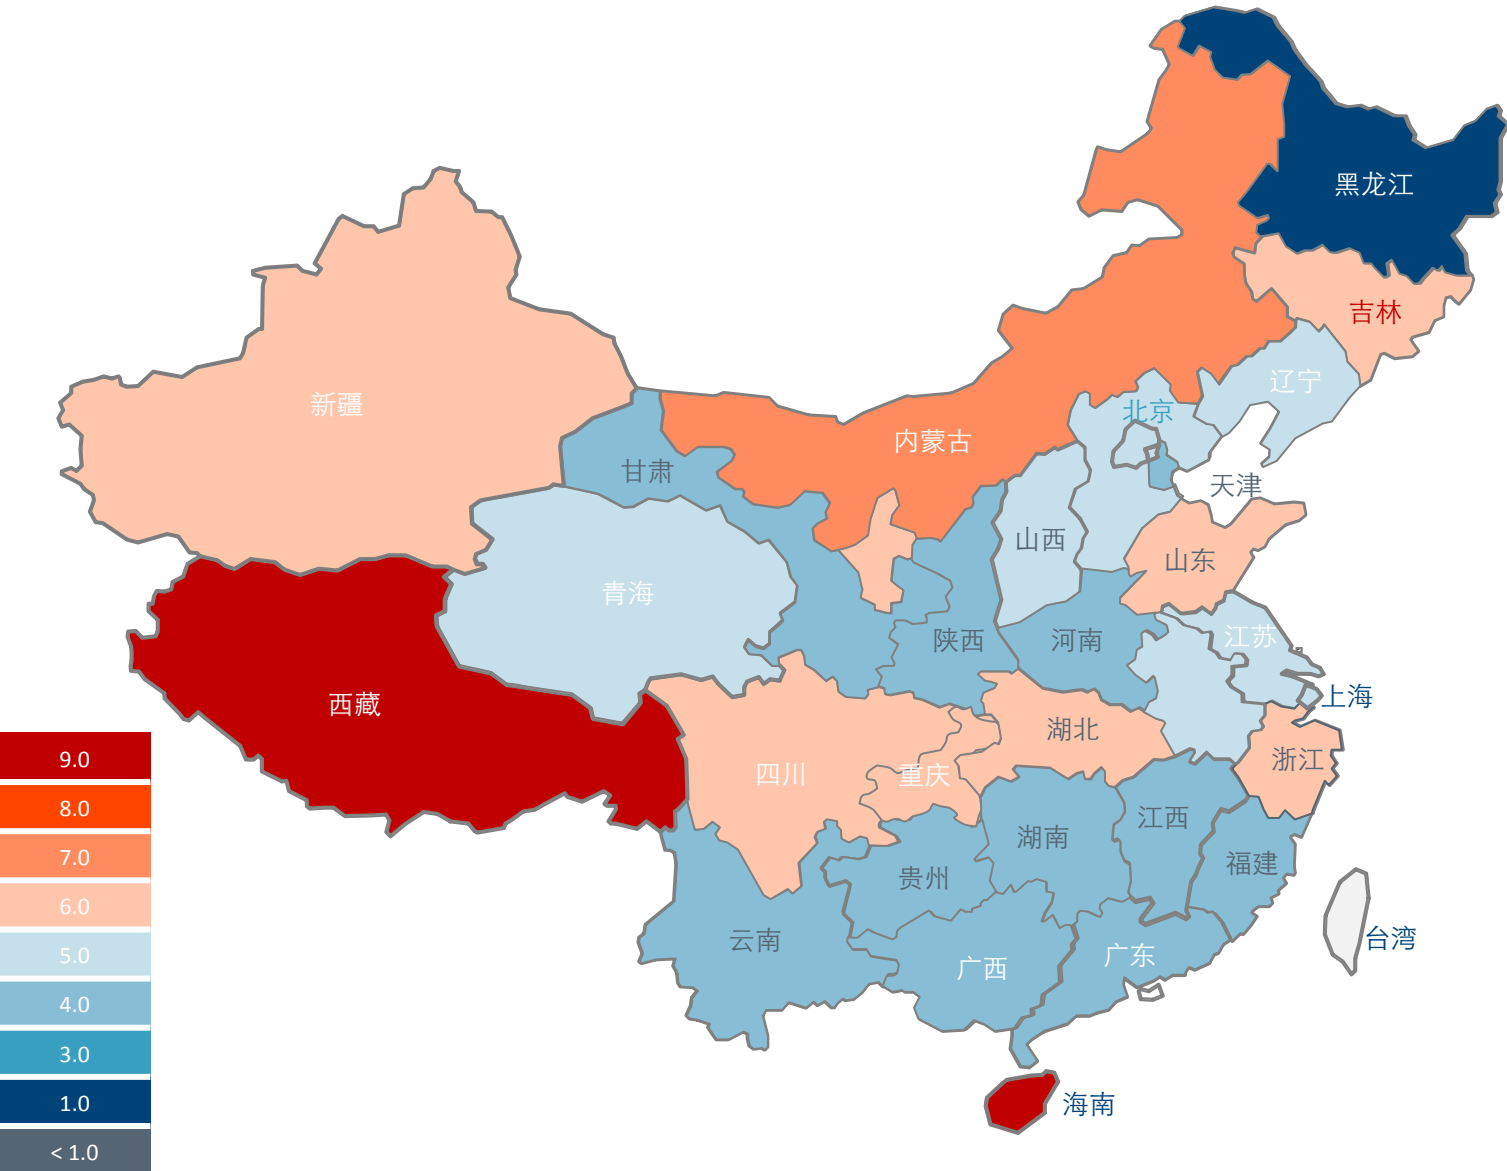 黑龙江
吉林
辽宁
新疆
北京
内蒙古
甘肃
天津
山西
山东
青海
陕西
河南
江苏
西藏
上海
湖北
浙江
四川
重庆
江西
湖南
福建
贵州
云南
台湾
广东
广西
海南
9.0
8.0
7.0
6.0
5.0
4.0
3.0
1.0
< 1.0